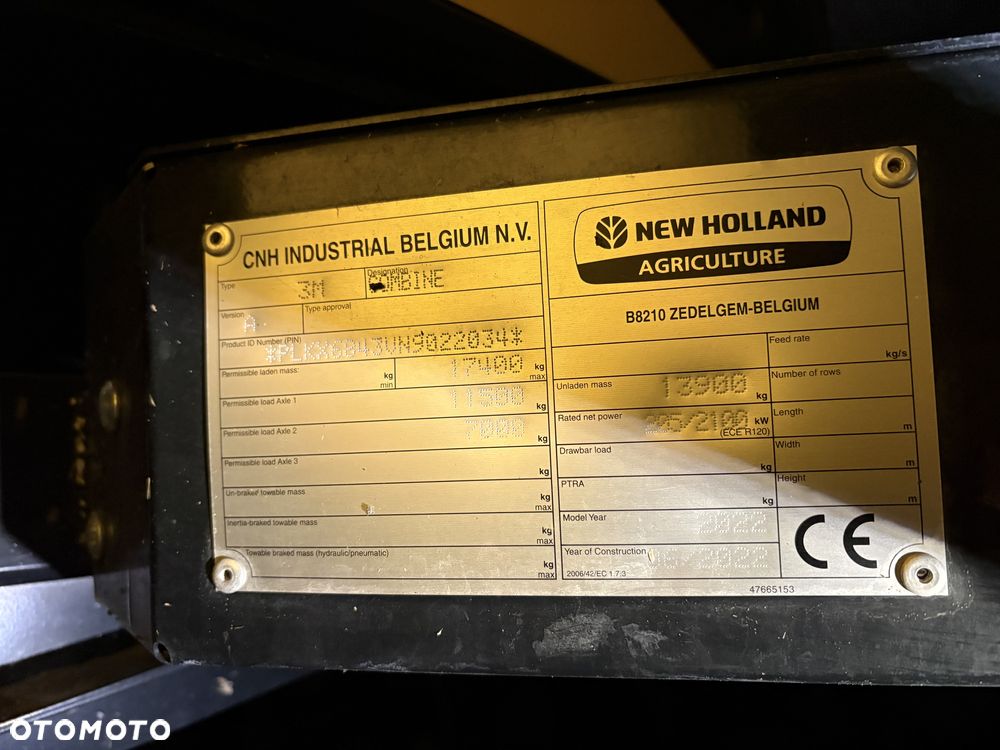 CNH INDUSTRIAL BELGIUM N.V.
Type 3M Designation COMBINE
Version A Type approval
Product ID Number (PIN)
Permissible laden mass: kg min 17400 kg max
Permissible load Axle 1 11500 kg
Permissible load Axle 2 7000 kg
Permissible load Axle 3 kg
Un-braked towable mass kg max
Inertia-braked towable mass kg max
Towable braked mass (hydraulic/pneumatic) kg max
NEW HOLLAND
AGRICULTURE
B8210 ZEDELGEM-BELGIUM
Feed rate kg/s
Unladen mass 13900 kg
Number of rows
Rated net power 205/2100 kW (ECE R120)
Length m
Drawbar load kg
Width m
PTRA kg
Height m
Model Year 2022
Year of Construction
2006/42/EC 1.7.3
CE
47665153
OTOMOTO